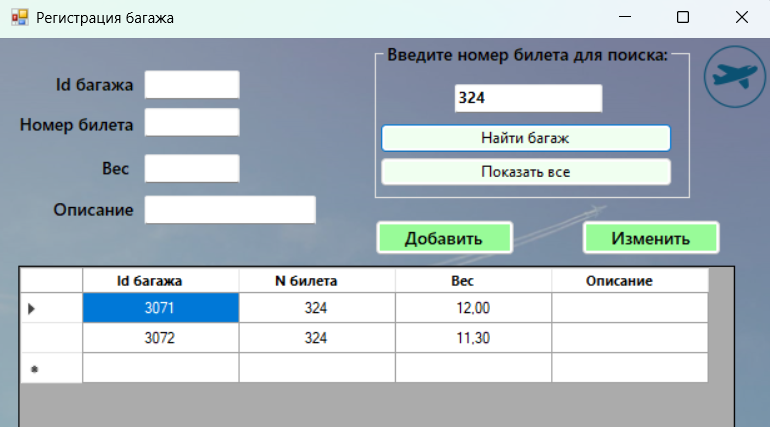 Регистрация багажа
Введите номер билета для поиска:
Id багажа
324
Номер билета
Найти багаж
Вес
Показать все
Описание
Добавить Изменить
Id багажа N билета Вес Описание
3071 324 12,00
3072 324 11,30